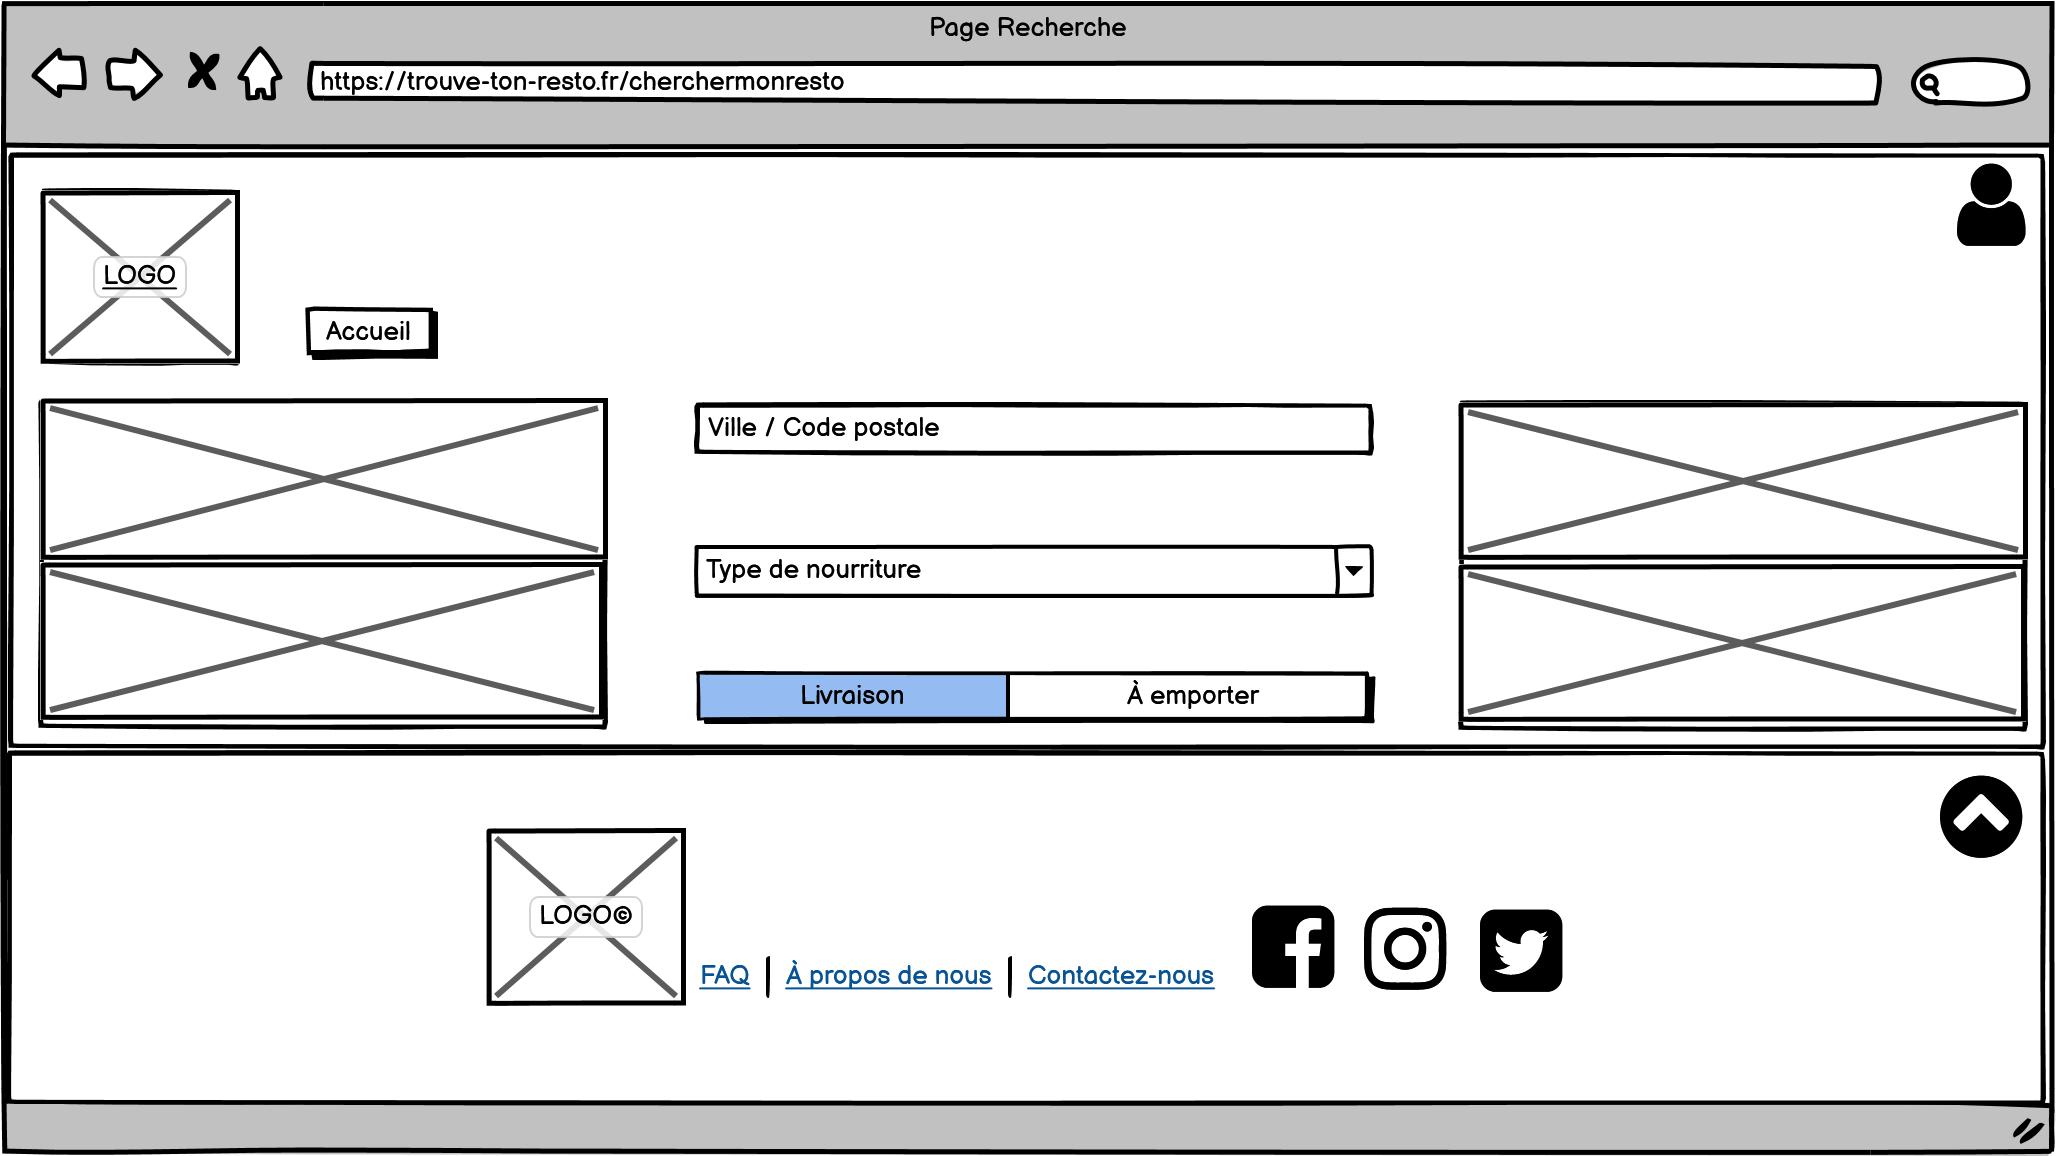 Page Recherche
https://trouve-ton-resto.fr/cherchermonresto
LOGO
Accueil
Ville / Code postale
Type de nourriture
Livraison
À emporter
LOGO©
FAQ
À propos de nous
Contactez-nous